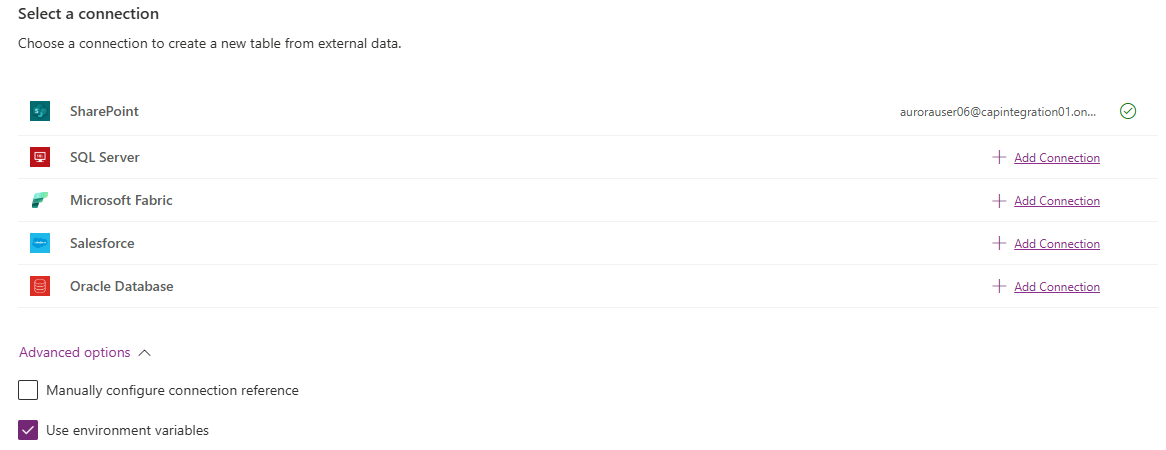 Select a connection
Choose a connection to create a new table from external data.
SharePoint aurorauser06@capintegration01.on...
SQL Server Add Connection
Microsoft Fabric Add Connection
Salesforce Add Connection
Oracle Database Add Connection
Advanced options
Manually configure connection reference
Use environment variables